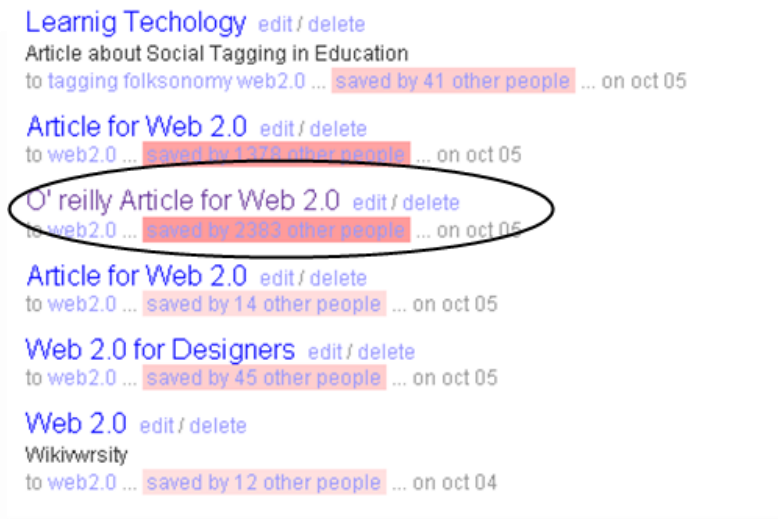 Learnig Techology edit / delete
Article about Social Tagging in Education
to tagging folksonomy web2.0 ... saved by 41 other people ... on oct 05
Article for Web 2.0 edit / delete
to web2.0 ... saved by 1378 other people ... on oct 05
O' reilly Article for Web 2.0 edit / delete
to web2.0 ... saved by 2383 other people ... on oct 05
Article for Web 2.0 edit / delete
to web2.0 ... saved by 14 other people ... on oct 05
Web 2.0 for Designers edit / delete
to web2.0 ... saved by 45 other people ... on oct 05
Web 2.0 edit / delete
Wikivwrsity
to web2.0 ... saved by 12 other people ... on oct 04